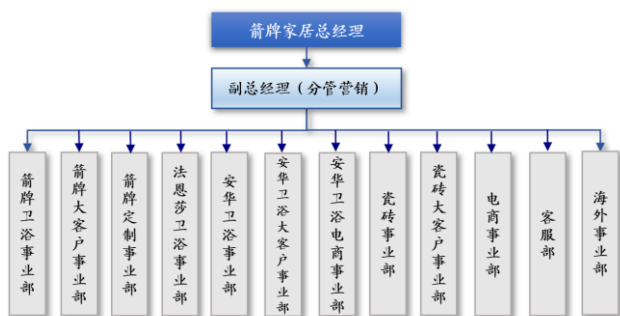 箭牌家居总经理
副总经理（分管营销）
箭牌卫浴事业部
箭牌大客户事业部
箭牌定制事业部
法恩莎卫浴事业部
安华卫浴事业部
安华卫浴大客户事业部
安华卫浴电商事业部
瓷砖事业部
瓷砖大客户事业部
电商事业部
客服部
海外事业部